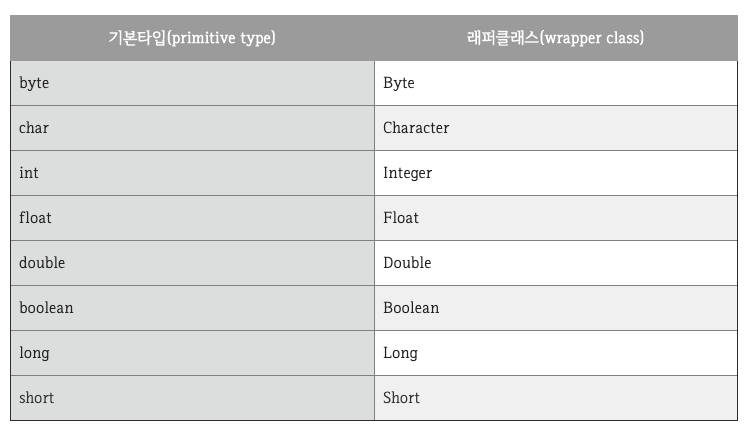 기본타입(primitive type) 래퍼클래스(wrapper class)
byte Byte
char Character
int Integer
float Float
double Double
boolean Boolean
long Long
short Short